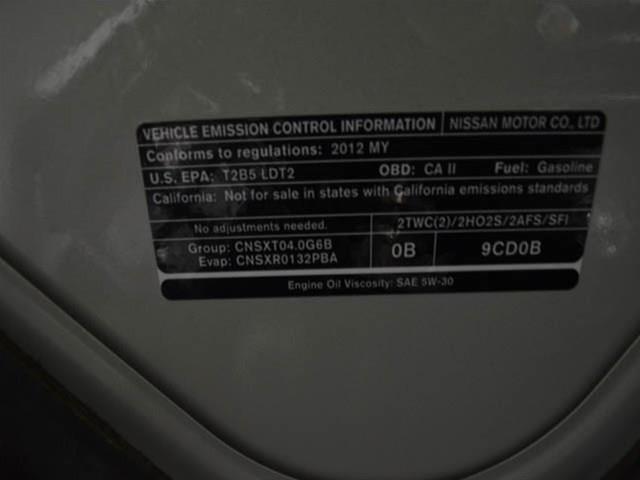 VEHICLE EMISSION CONTROL INFORMATION NISSAN MOTOR CO., LTD
Conforms to regulations: 2012 MY
U.S. EPA: T2B5 LDT2 OBD: CA II Fuel: Gasoline
California: Not for sale in states with California emissions standards
No adjustments needed. 2TWC(2)/2HO2S/2AFS/SFI
Group: CNSXT04.0G6B
Evap: CNSXR0132PBA
0B 9CD0B
Engine Oil Viscosity: SAE 5W-30